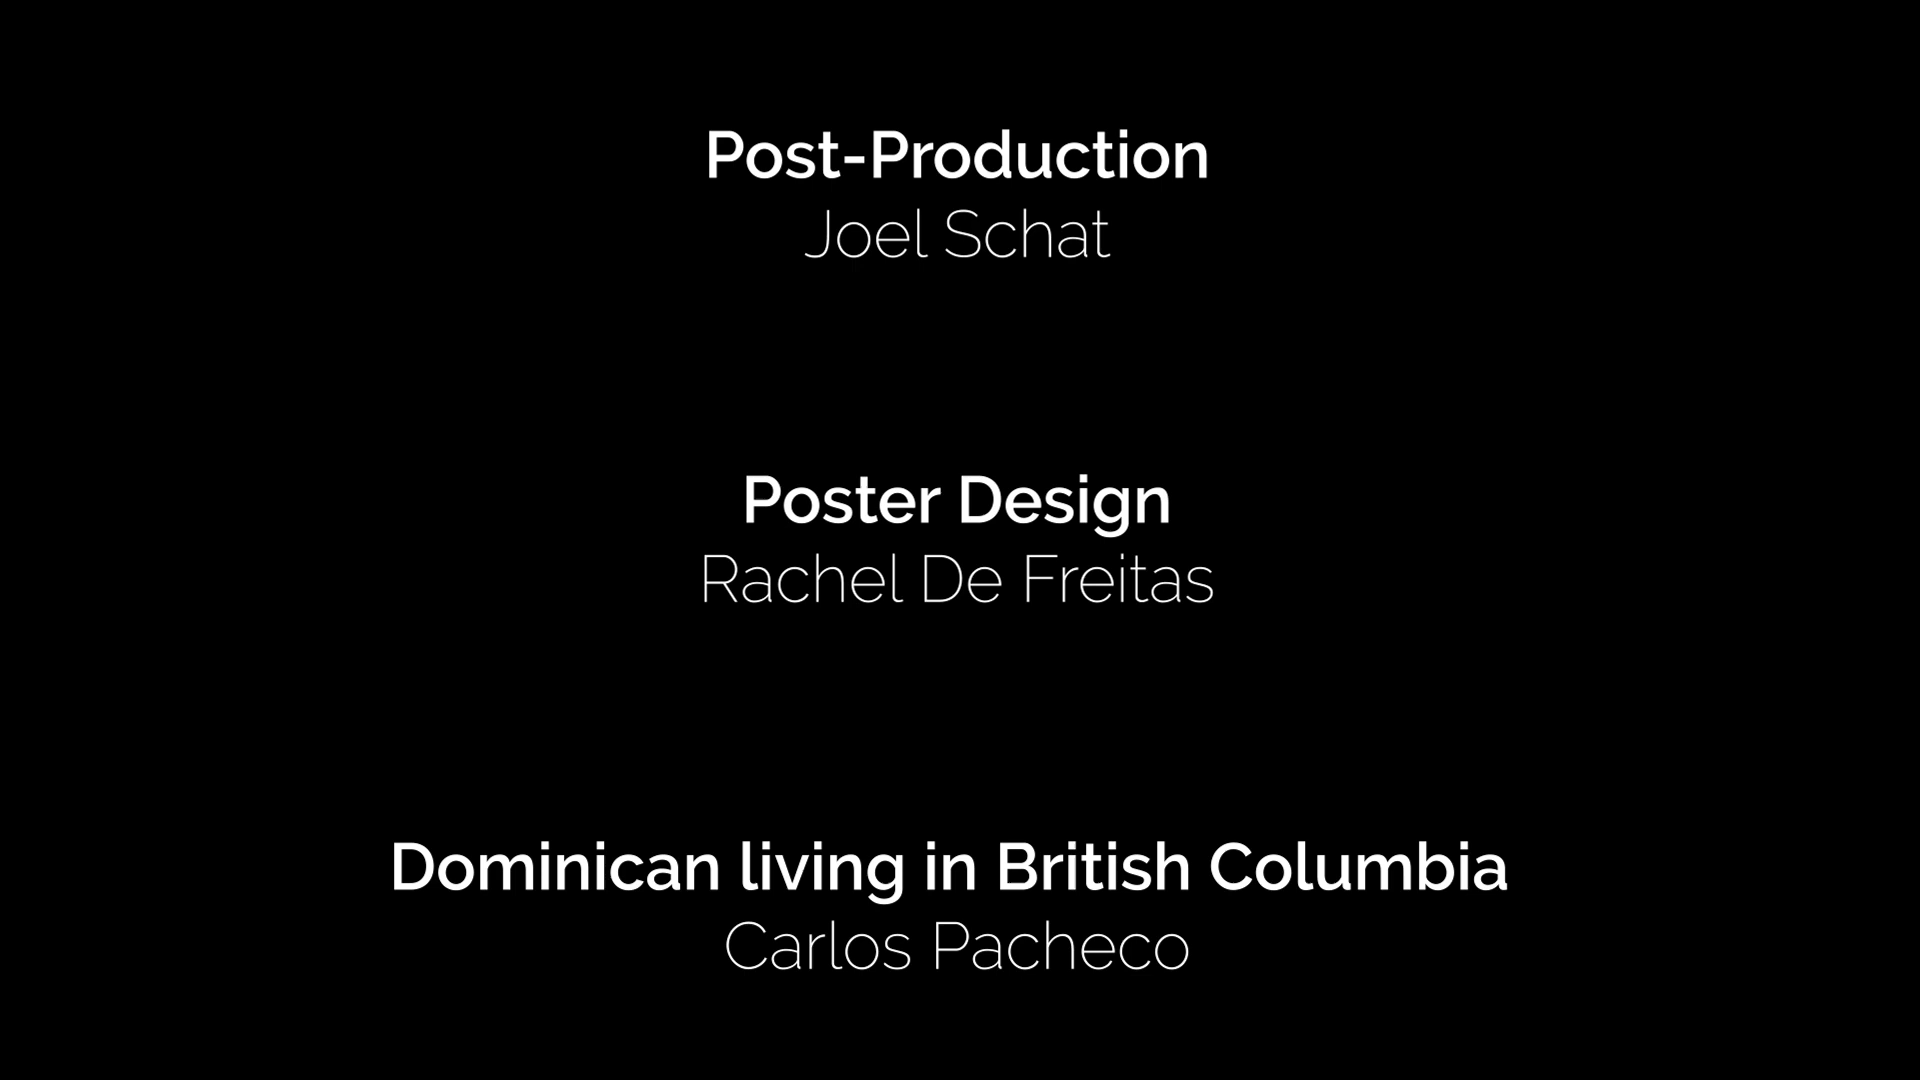 Post-Production
Joel Schat
Poster Design
Rachel De Freitas
Dominican living in British Columbia
Carlos Pacheco